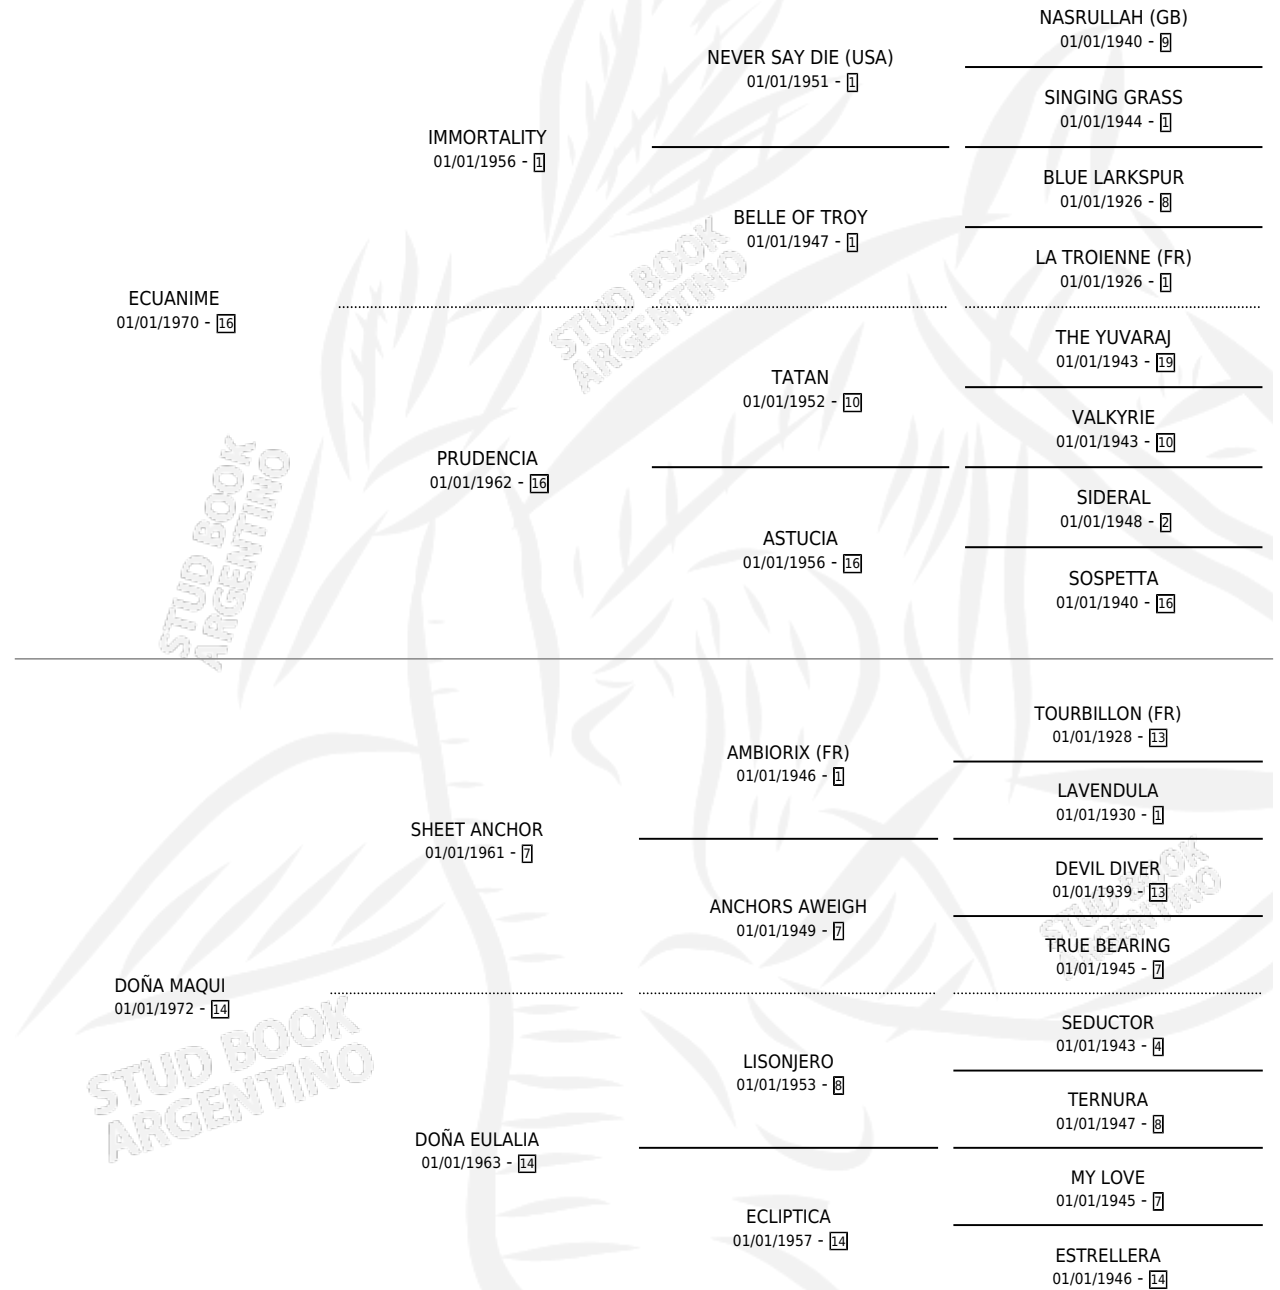 NASRULLAH (GB)
01/01/1940 - 9
NEVER SAY DIE (USA)
01/01/1951 - 1
SINGING GRASS
01/01/1944 - 1
IMMORTALITY
01/01/1956 - 1
BLUE LARKSPUR
01/01/1926 - 8
BELLE OF TROY
01/01/1947 - 1
LA TROIENNE (FR)
01/01/1926 - 1
ECUANIME
01/01/1970 - 16
THE YUVARAJ
01/01/1943 - 19
TATAN
01/01/1952 - 10
VALKYRIE
01/01/1943 - 10
PRUDENCIA
01/01/1962 - 16
SIDERAL
01/01/1948 - 2
ASTUCIA
01/01/1956 - 16
SOSPETTA
01/01/1940 - 16
TOURBILLON (FR)
01/01/1928 - 13
AMBIORIX (FR)
01/01/1946 - 1
LAVENDULA
01/01/1930 - 1
SHEET ANCHOR
01/01/1961 - 7
DEVIL DIVER
01/01/1939 - 13
ANCHORS AWEIGH
01/01/1949 - 7
TRUE BEARING
01/01/1945 - 7
DOÑA MAQUI
01/01/1972 - 14
SEDUCTOR
01/01/1943 - 4
LISONJERO
01/01/1953 - 8
TERNURA
01/01/1947 - 8
DOÑA EULALIA
01/01/1963 - 14
MY LOVE
01/01/1945 - 7
ECLIPTICA
01/01/1957 - 14
ESTRELLERA
01/01/1946 - 14
STUD BOOK
ARGENTINO
STUD BOOK
ARGENTINO
STUD BOOK
ARGENTINO
STUD BOOK
ARGENTINO